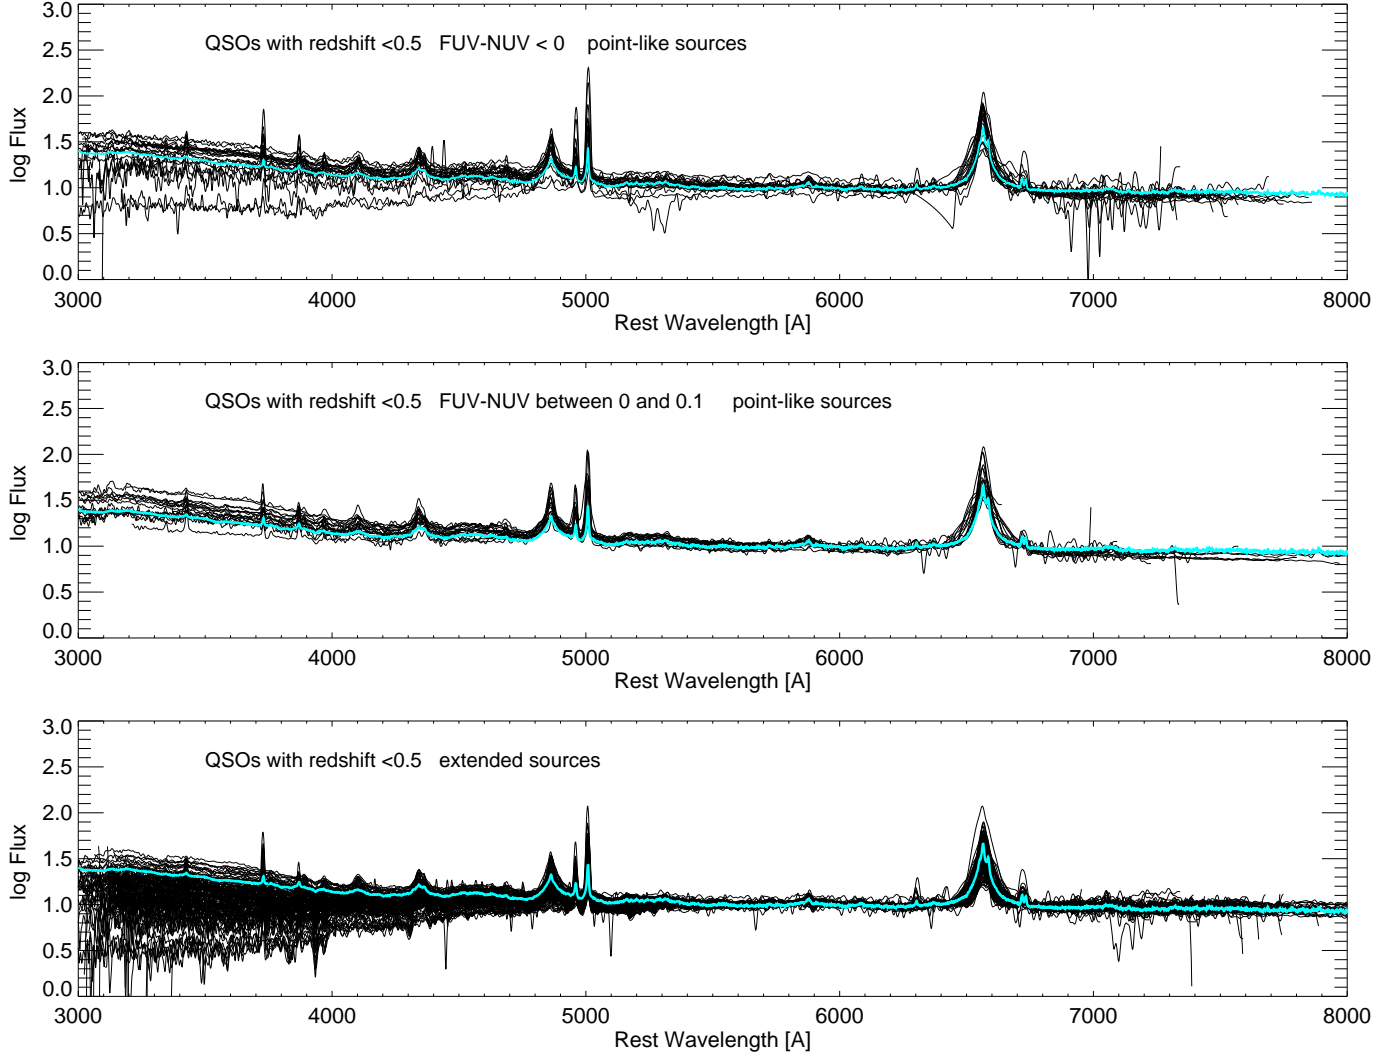 3.0
2.5
2.0
1.5
1.0
0.5
0.0
log Flux
QSOs with redshift <0.5 FUV-NUV < 0 point-like sources
3000 4000 5000 6000 7000 8000
Rest Wavelength [A]
3.0
2.5
2.0
1.5
1.0
0.5
0.0
log Flux
QSOs with redshift <0.5 FUV-NUV between 0 and 0.1 point-like sources
3000 4000 5000 6000 7000 8000
Rest Wavelength [A]
3.0
2.5
2.0
1.5
1.0
0.5
0.0
log Flux
QSOs with redshift <0.5 extended sources
3000 4000 5000 6000 7000 8000
Rest Wavelength [A]